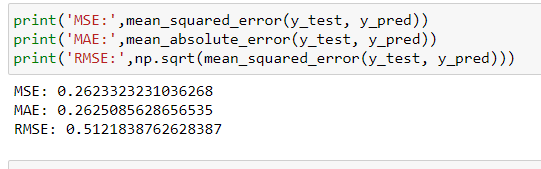 print('MSE:',mean_squared_error(y_test, y_pred))
print('MAE:',mean_absolute_error(y_test, y_pred))
print('RMSE:',np.sqrt(mean_squared_error(y_test, y_pred)))
MSE: 0.2623323231036268
MAE: 0.2625085628656535
RMSE: 0.5121838762628387